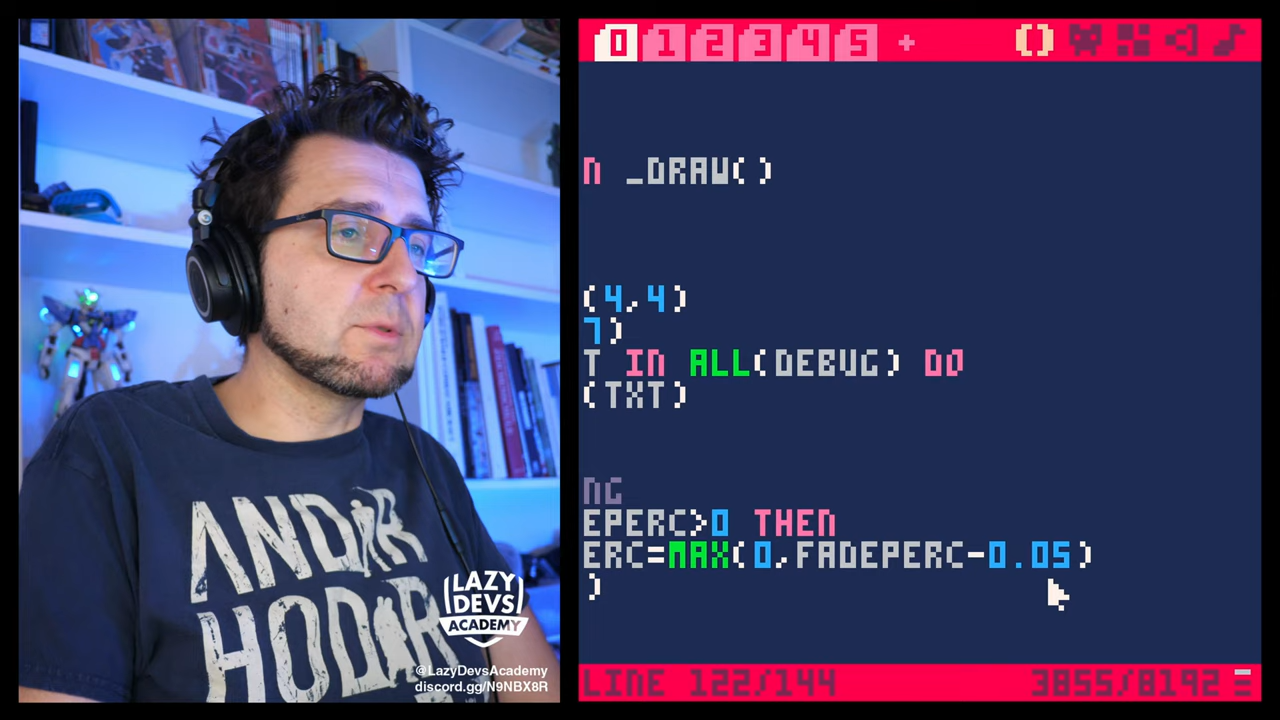 ANDOR
HODOR
LAZY
DEVS
ACADEMY
@LazyDevsAcademy
discord.gg/N9NBX8R
0 1 2 3 4 5 +
N _DRAW()
(4,4)
7)
T IN ALL(DEBUG) DO
(TXT)
NG
EPERC>0 THEN
ERC=MAX(0,FADEPERC-0.05)
)
LINE 122/144 3855/8192